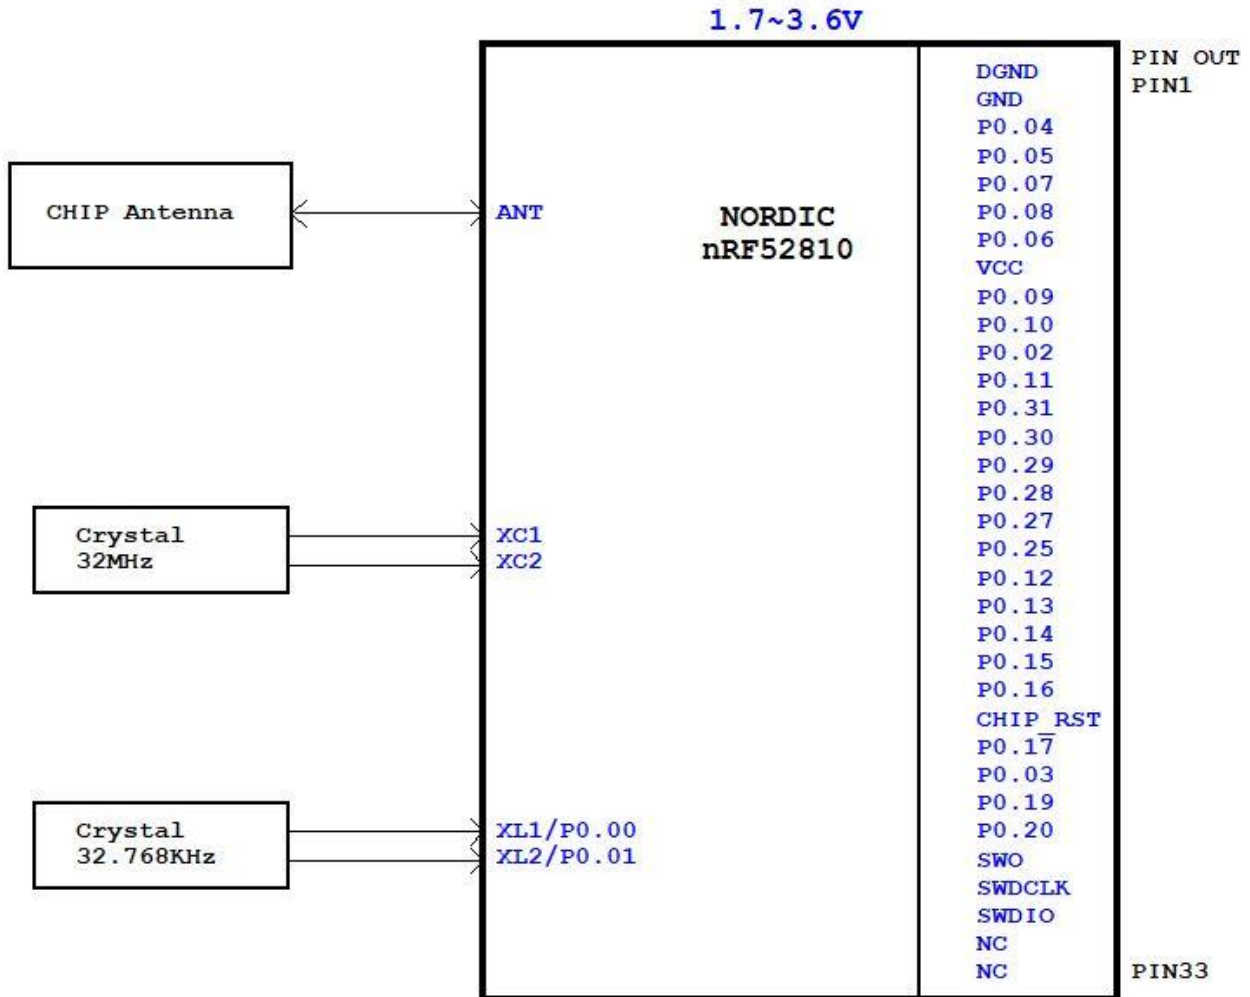 1.7~3.6V
PIN OUT
PIN1
DGND
GND
P0.04
P0.05
P0.07
P0.08
P0.06
VCC
P0.09
P0.10
P0.02
P0.11
P0.31
P0.30
P0.29
P0.28
P0.27
P0.25
P0.12
P0.13
P0.14
P0.15
P0.16
CHIP_RST
P0.17
P0.03
P0.19
P0.20
SWO
SWDCLK
SWDIO
NC
NC
PIN33
CHIP Antenna
ANT
NORDIC
nRF52810
Crystal
32MHz
XC1
XC2
Crystal
32.768KHz
XL1/P0.00
XL2/P0.01